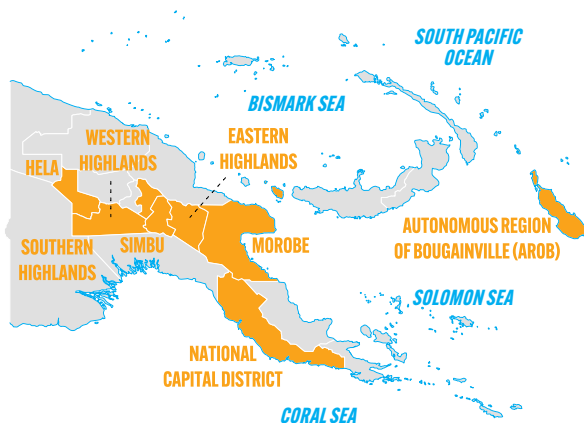 SOUTH PACIFIC
OCEAN
BISMARK SEA
WESTERN
HIGHLANDS
EASTERN
HIGHLANDS
HELA
AUTONOMOUS REGION
OF BOUGAINVILLE (AROB)
SOUTHERN
HIGHLANDS
SIMBU
MOROBE
SOLOMON SEA
NATIONAL
CAPITAL DISTRICT
CORAL SEA